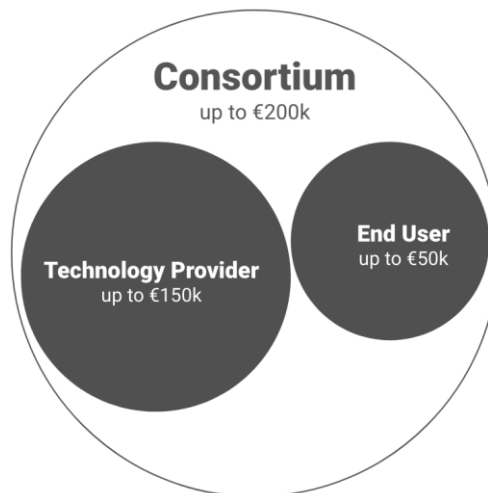 Consortium
up to €200k
Technology Provider
up to €150k
End User
up to €50k